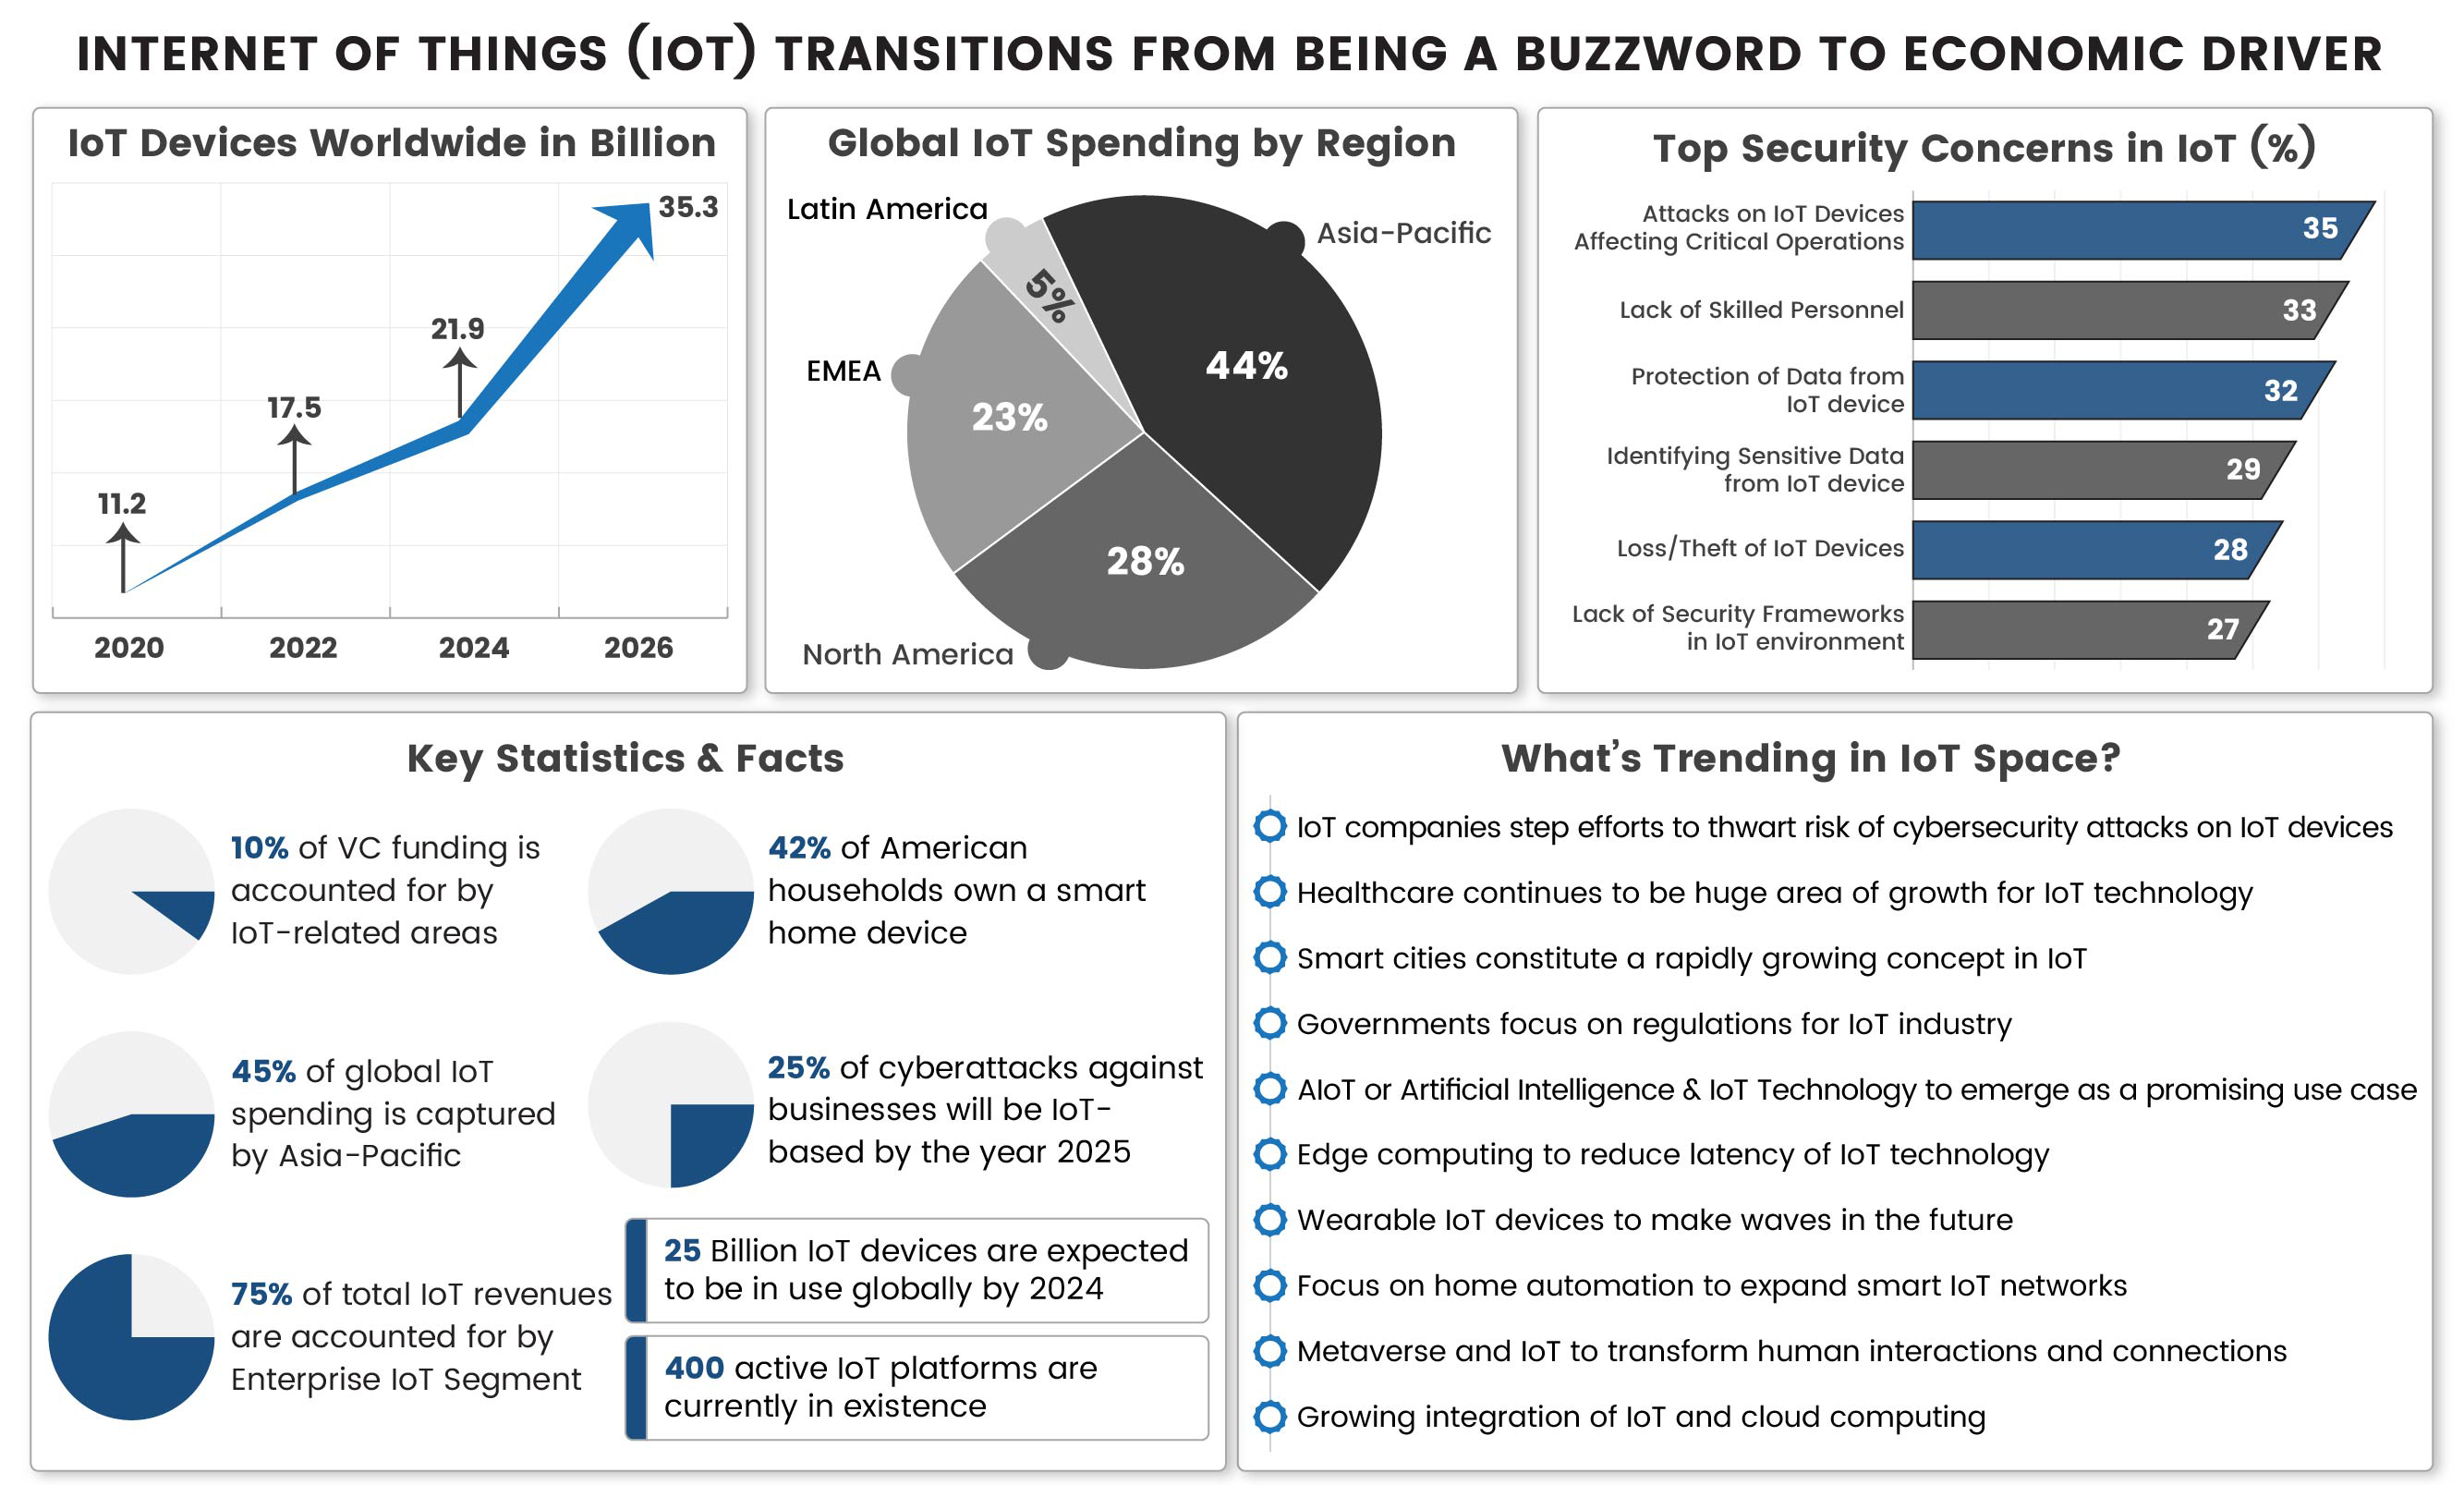 INTERNET OF THINGS (IOT) TRANSITIONS FROM BEING A BUZZWORD TO ECONOMIC DRIVER
IoT Devices Worldwide in Billion
35.3
21.9
17.5
11.2
2020 2022 2024 2026
Global IoT Spending by Region
Latin America
Asia-Pacific
5%
44%
EMEA
23%
28%
North America
Top Security Concerns in IoT (%)
Attacks on IoT Devices
Affecting Critical Operations
35
Lack of Skilled Personnel
33
Protection of Data from
IoT device
32
Identifying Sensitive Data
from IoT device
29
Loss/Theft of IoT Devices
28
Lack of Security Frameworks
in IoT environment
27
Key Statistics & Facts
10% of VC funding is
accounted for by
IoT-related areas
42% of American
households own a smart
home device
45% of global IoT
spending is captured
by Asia-Pacific
25% of cyberattacks against
businesses will be IoT-
based by the year 2025
75% of total IoT revenues
are accounted for by
Enterprise IoT Segment
25 Billion IoT devices are expected
to be in use globally by 2024
400 active IoT platforms are
currently in existence
What's Trending in IoT Space?
IoT companies step efforts to thwart risk of cybersecurity attacks on IoT devices
Healthcare continues to be huge area of growth for IoT technology
Smart cities constitute a rapidly growing concept in IoT
Governments focus on regulations for IoT industry
AIoT or Artificial Intelligence & IoT Technology to emerge as a promising use case
Edge computing to reduce latency of IoT technology
Wearable IoT devices to make waves in the future
Focus on home automation to expand smart IoT networks
Metaverse and IoT to transform human interactions and connections
Growing integration of IoT and cloud computing